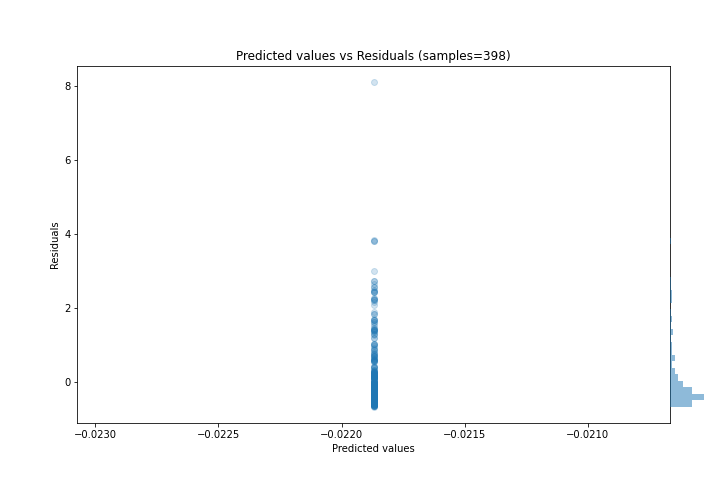 Predicted values vs Residuals (samples=398)
8
6
4
2
0
Residuals
−0.0230 −0.0225 −0.0220 −0.0215 −0.0210
Predicted values